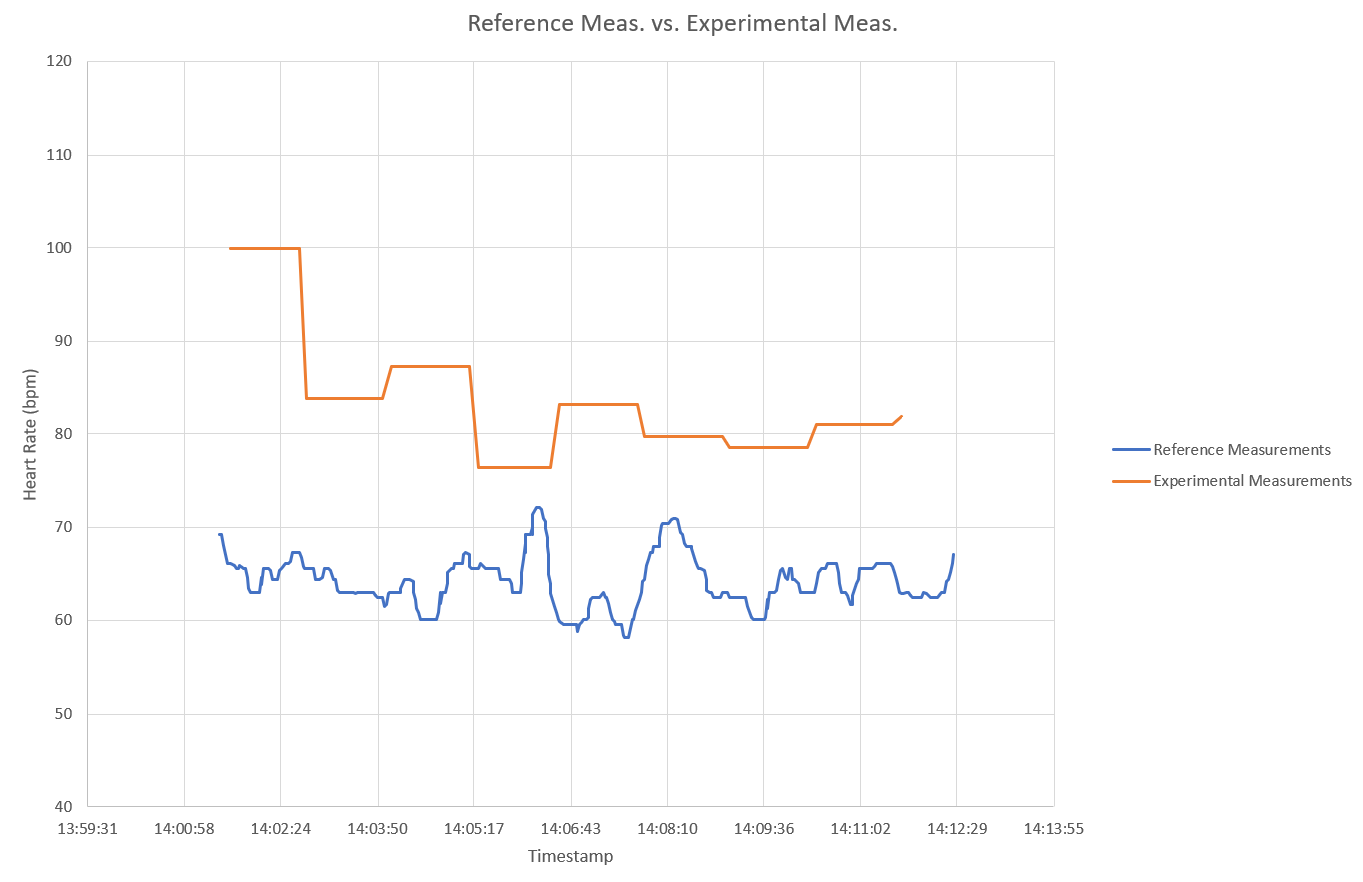 Reference Meas. vs. Experimental Meas.
120
110
100
90
80
70
60
50
40
Heart Rate (bpm)
13:59:31 14:00:58 14:02:24 14:03:50 14:05:17 14:06:43 14:08:10 14:09:36 14:11:02 14:12:29 14:13:55
Timestamp
Reference Measurements
Experimental Measurements